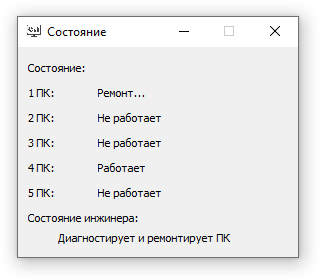 Состояние
Состояние:
1 ПК: Ремонт...
2 ПК: Не работает
3 ПК: Не работает
4 ПК: Работает
5 ПК: Не работает
Состояние инженера:
Диагностирует и ремонтирует ПК